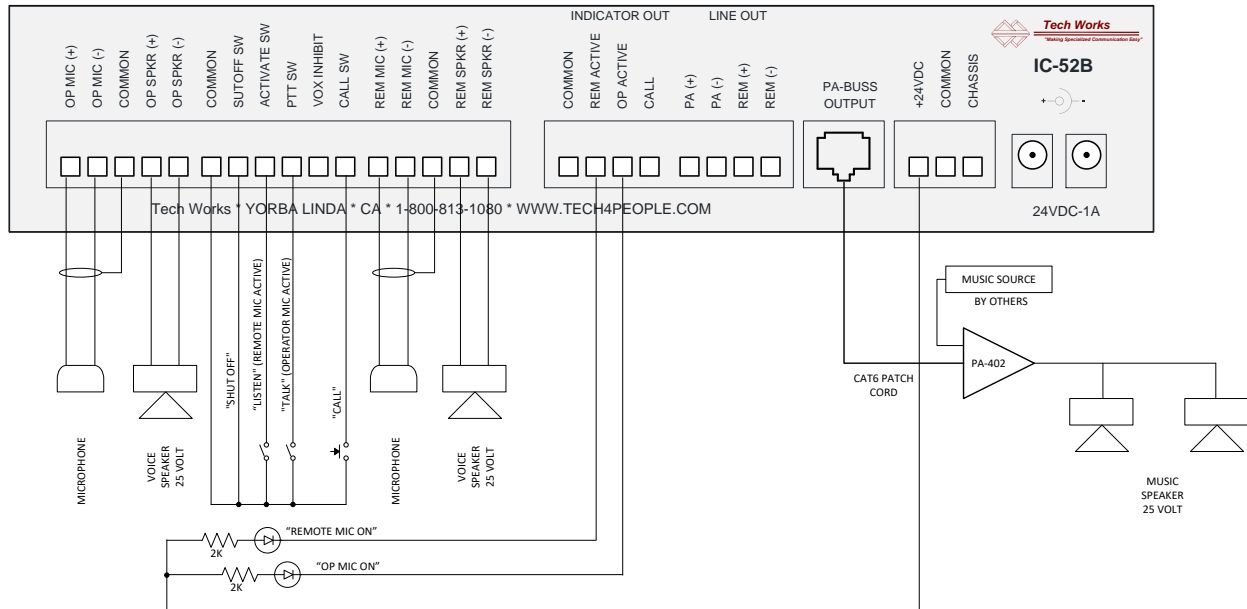 INDICATOR OUT
LINE OUT
Tech Works
"Making Specialized Communication Easy"
IC-52B
+
-
OP MIC (+)
OP MIC (-)
COMMON
OP SPKR (+)
OP SPKR (-)
COMMON
SUTOFF SW
ACTIVATE SW
PTT SW
VOX INHIBIT
CALL SW
REM MIC (+)
REM MIC (-)
COMMON
REM SPKR (+)
REM SPKR (-)
COMMON
REM ACTIVE
OP ACTIVE
CALL
PA (+)
PA (-)
REM (+)
REM (-)
PA-BUSS
OUTPUT
+24VDC
COMMON
CHASSIS
Tech Works * YORBA LINDA * CA * 1-800-813-1080 * WWW.TECH4PEOPLE.COM
24VDC-1A
MICROPHONE
VOICE
SPEAKER
25 VOLT
"SHUT OFF"
"LISTEN" (REMOTE MIC ACTIVE)
"TALK" (OPERATOR MIC ACTIVE)
"CALL"
MICROPHONE
VOICE
SPEAKER
25 VOLT
MUSIC SOURCE
BY OTHERS
PA-402
CAT6 PATCH
CORD
MUSIC
SPEAKER
25 VOLT
"REMOTE MIC ON"
2K
"OP MIC ON"
2K